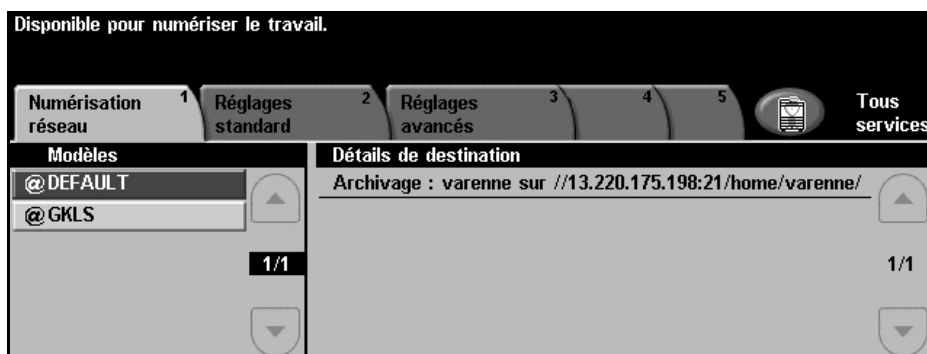 Disponible pour numériser le travail.
Numérisation réseau 1
Réglages standard 2
Réglages avancés 3
4
5
Tous services
Modèles
Détails de destination
@DEFAULT
Archivage : varenne sur //13.220.175.198:21/home/varenne/
@GKLS
1/1
1/1